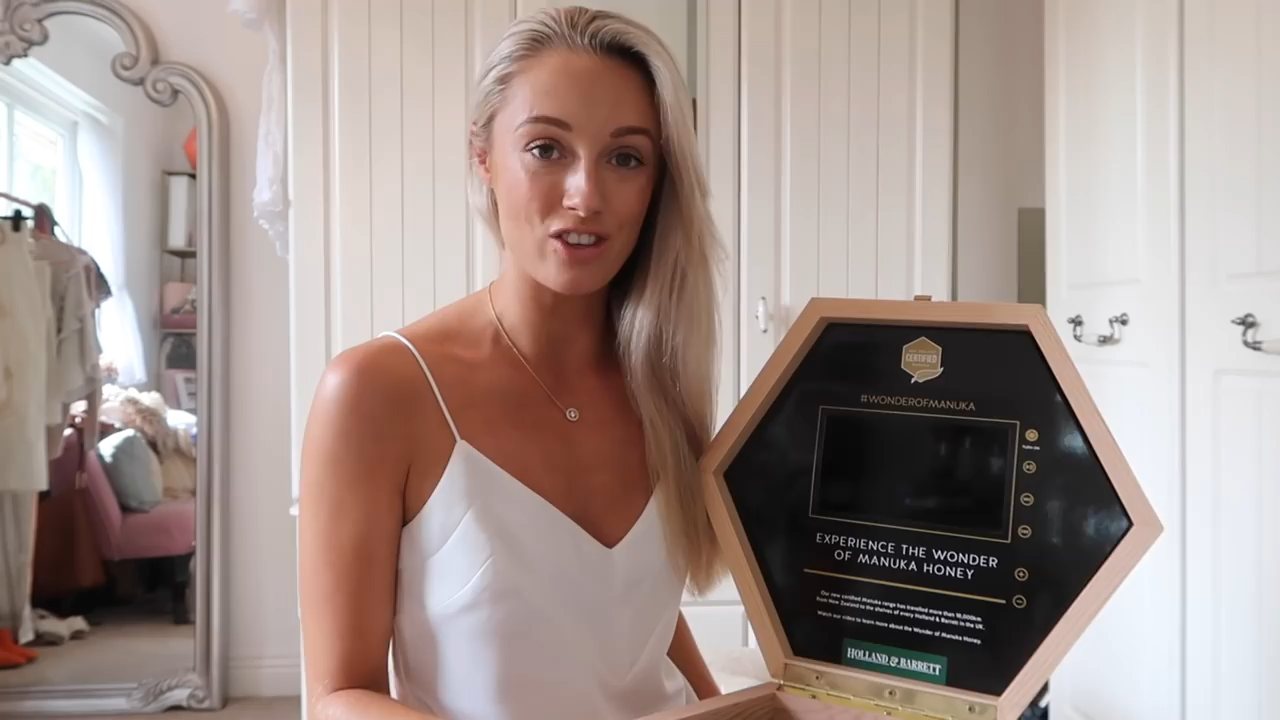 CERTIFIED
#WONDEROFMANUKA
EXPERIENCE THE WONDER
OF MANUKA HONEY
Our new certified Manuka range has travelled more than 18,000km
from New Zealand to the shelves of every Holland & Barrett in the UK.
Watch our video to learn more about the Wonder of Manuka Honey
HOLLAND & BARRETT